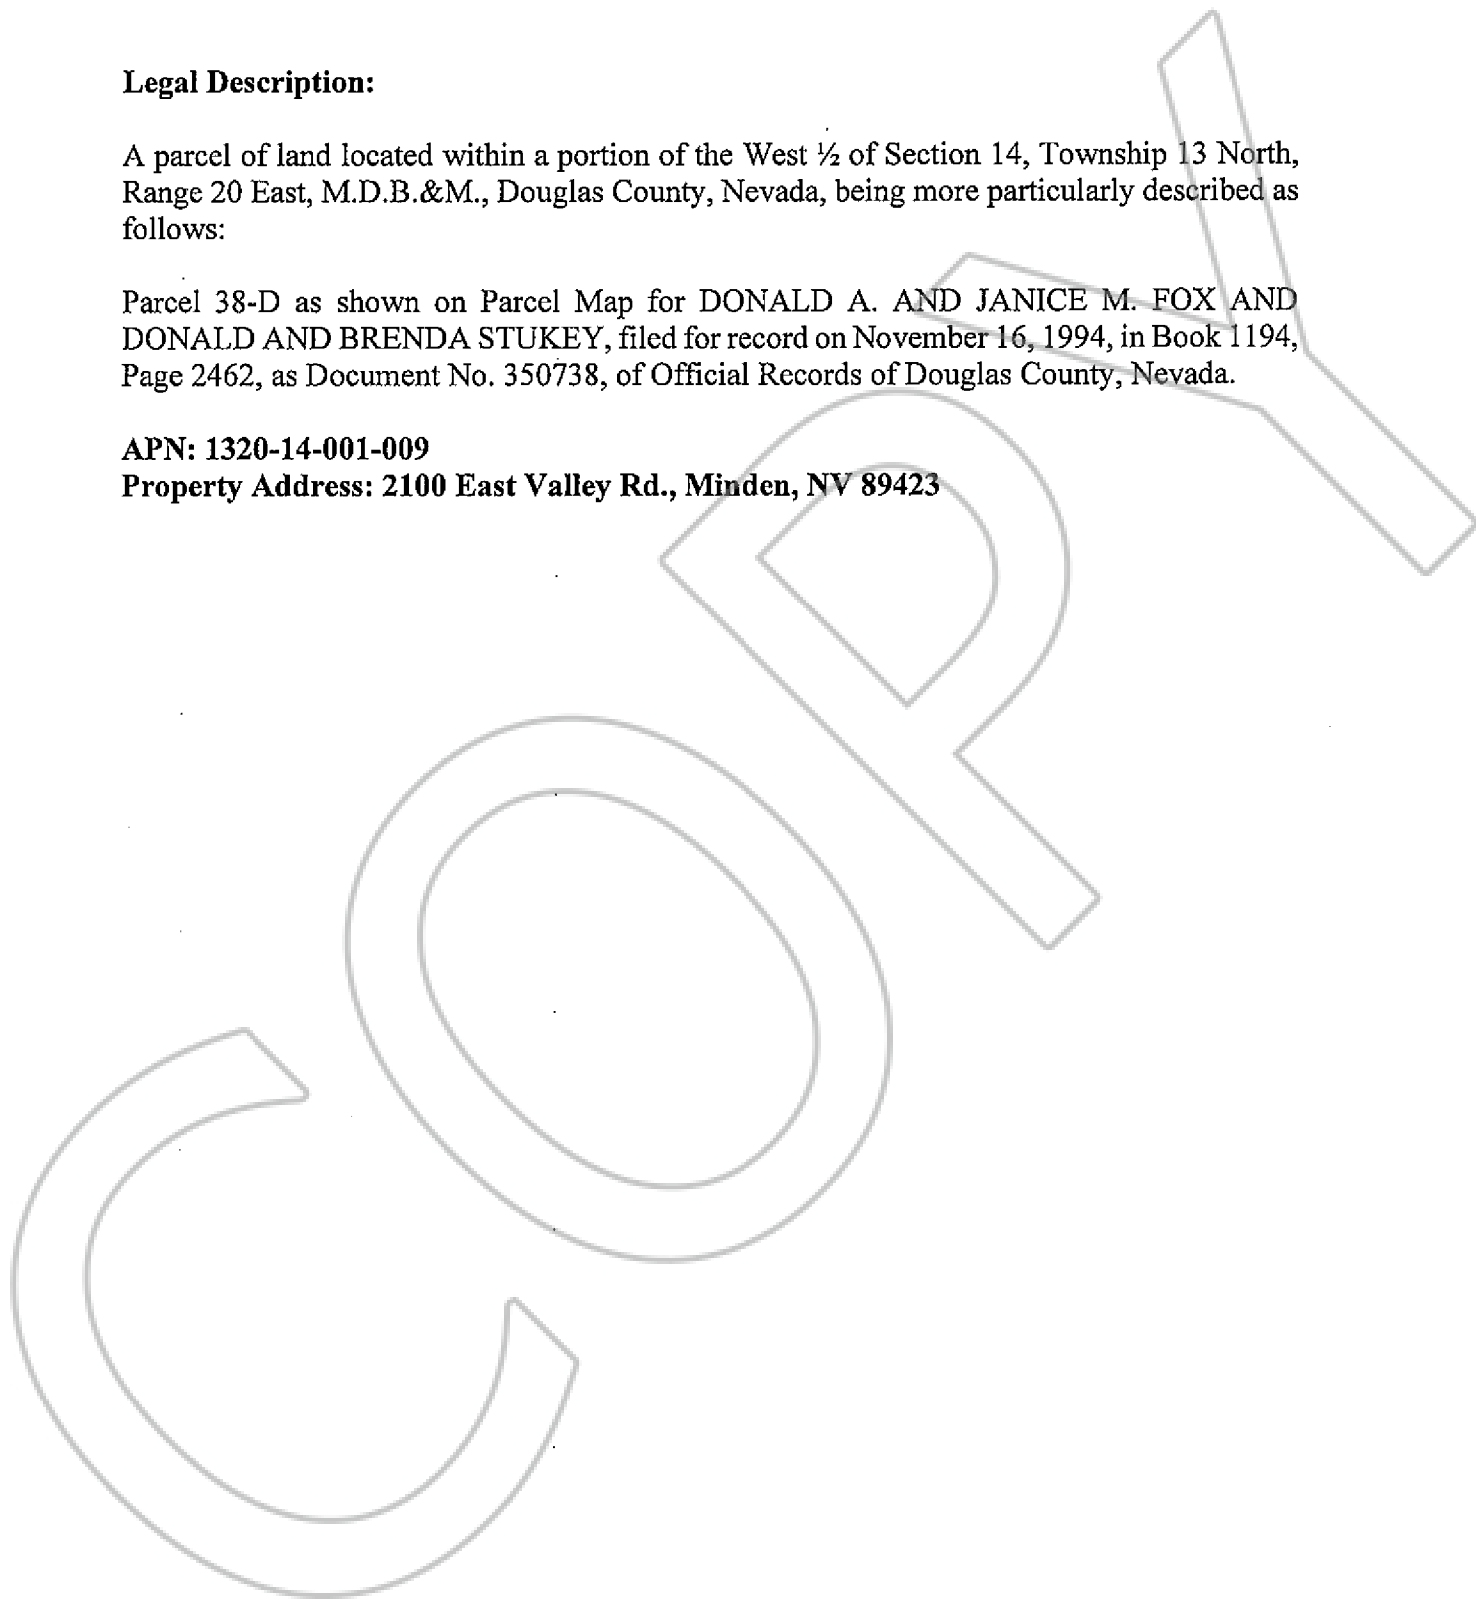 Legal Description:
A parcel of land located within a portion of the West ½ of Section 14, Township 13 North,
Range 20 East, M.D.B.&M., Douglas County, Nevada, being more particularly described as
follows:
Parcel 38-D as shown on Parcel Map for DONALD A. AND JANICE M. FOX AND
DONALD AND BRENDA STUKEY, filed for record on November 16, 1994, in Book 1194,
Page 2462, as Document No. 350738, of Official Records of Douglas County, Nevada.
APN: 1320-14-001-009
Property Address: 2100 East Valley Rd., Minden, NV 89423
COPY